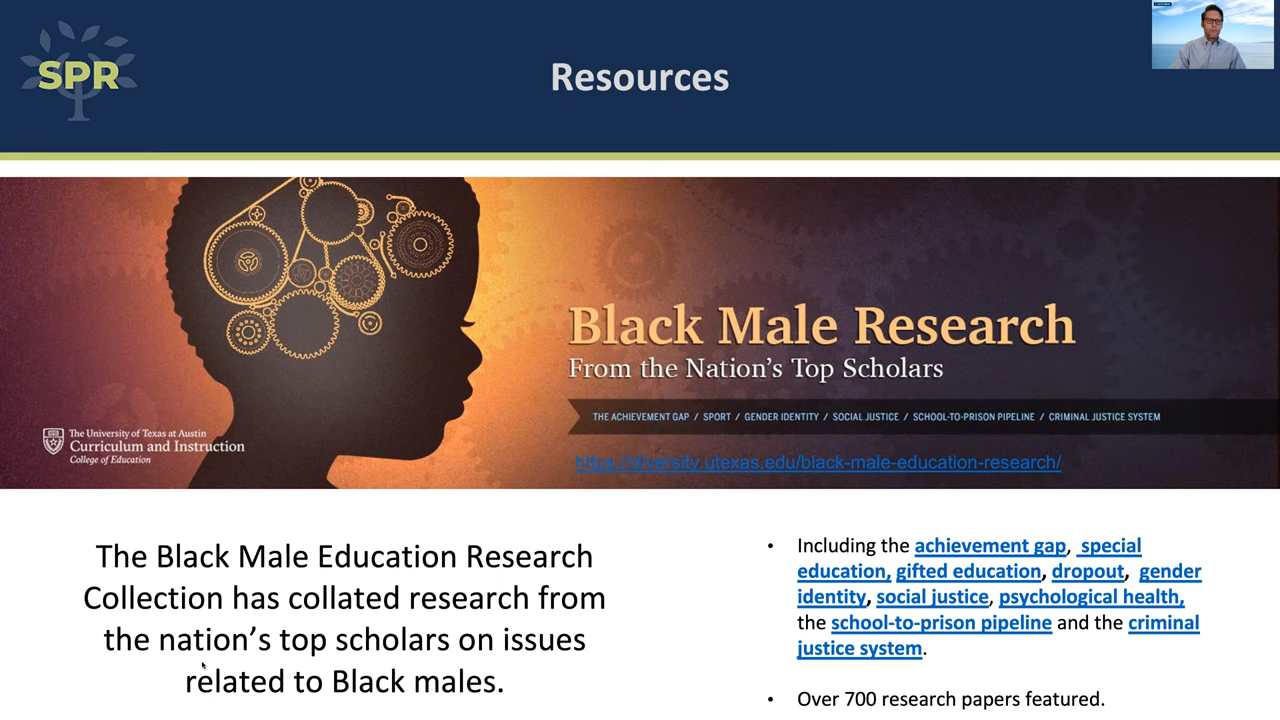 SPR
Resources
Black Male Research
From the Nation's Top Scholars
THE ACHIEVEMENT GAP / SPORT / GENDER IDENTITY / SOCIAL JUSTICE / SCHOOL-TO-PRISON PIPELINE / CRIMINAL JUSTICE SYSTEM
The University of Texas at Austin
Curriculum and Instruction
College of Education
https://diversity.utexas.edu/black-male-education-research/
The Black Male Education Research
Collection has collated research from
the nation's top scholars on issues
related to Black males.
• Including the achievement gap, special
education, gifted education, dropout, gender
identity, social justice, psychological health,
the school-to-prison pipeline and the criminal
justice system.
• Over 700 research papers featured.